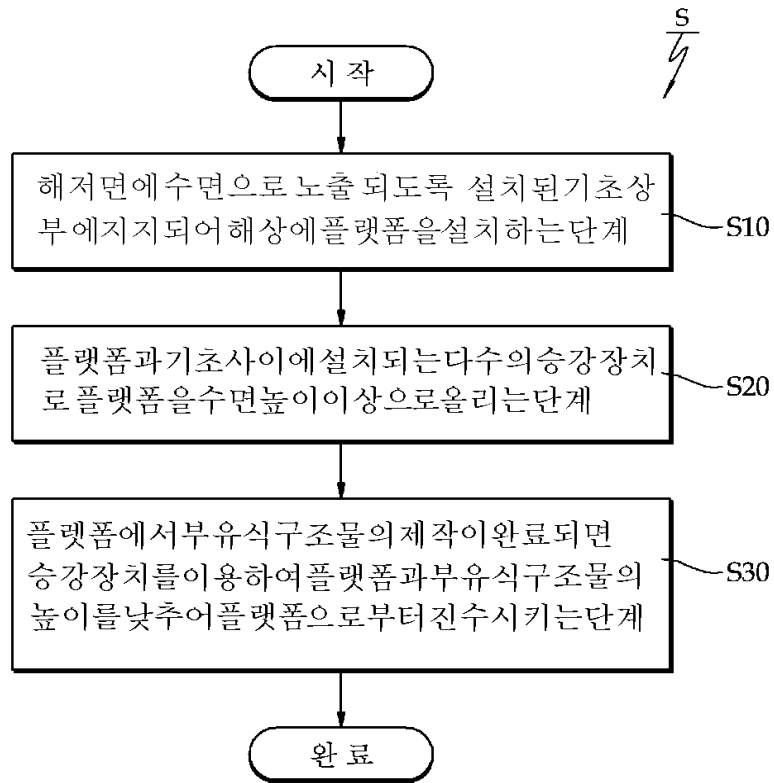 S
시 작
해저면에 수면으로 노출 되도록 설치된기초상
부에지지되어해상에플랫폼을설치하는단계
S10
플랫폼과기초사이에설치되는다수의승강장치
로플랫폼을수면높이이상으로올리는단계
S20
플렛폼에서부유식구조물의제작이완료되면
승강장치를이용하여플랫폼과부유식구조물의
높이를낮추어플랫폼으로부터진수시키는단계
S30
완 료